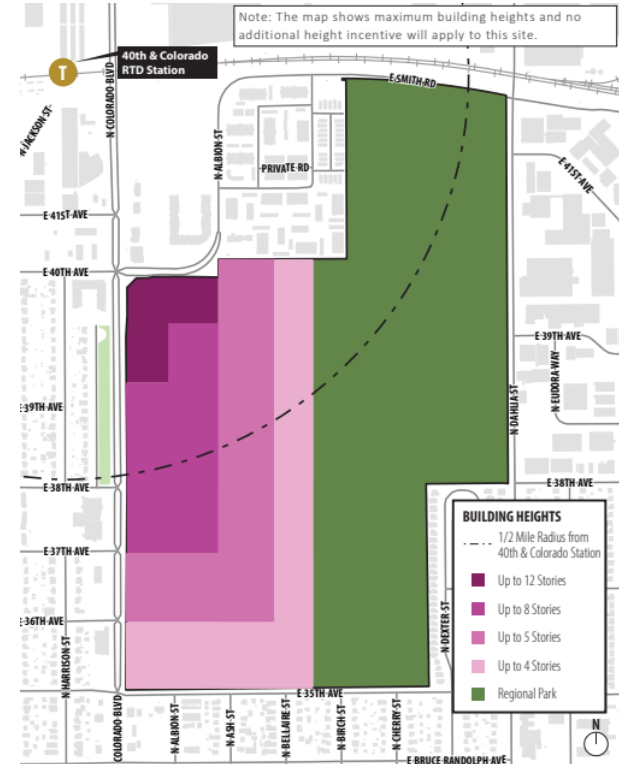 Note: The map shows maximum building heights and no
additional height incentive will apply to this site.
40th & Colorado
RTD Station
T
N COLORADO BLVD
E SMITH RD
N JACKSON ST
N ALBION ST
PRIVATE RD
E 41ST AVE
E 41ST AVE
E 40TH AVE
E 39TH AVE
N EUDORA WAY
N DAHLIA ST
39TH AVE
E 38TH AVE
E 38TH AVE
E 37TH AVE
E 36TH AVE
N HARRISON ST
COLORADO BLVD
N ALBION ST
N ASH ST
N BELLAIRE ST
N BIRCH ST
N CHERRY ST
N DEXTER ST
E 35TH AVE
E BRUCE RANDOLPH AVE
BUILDING HEIGHTS
1/2 Mile Radius from
40th & Colorado Station
Up to 12 Stories
Up to 8 Stories
Up to 5 Stories
Up to 4 Stories
Regional Park
N